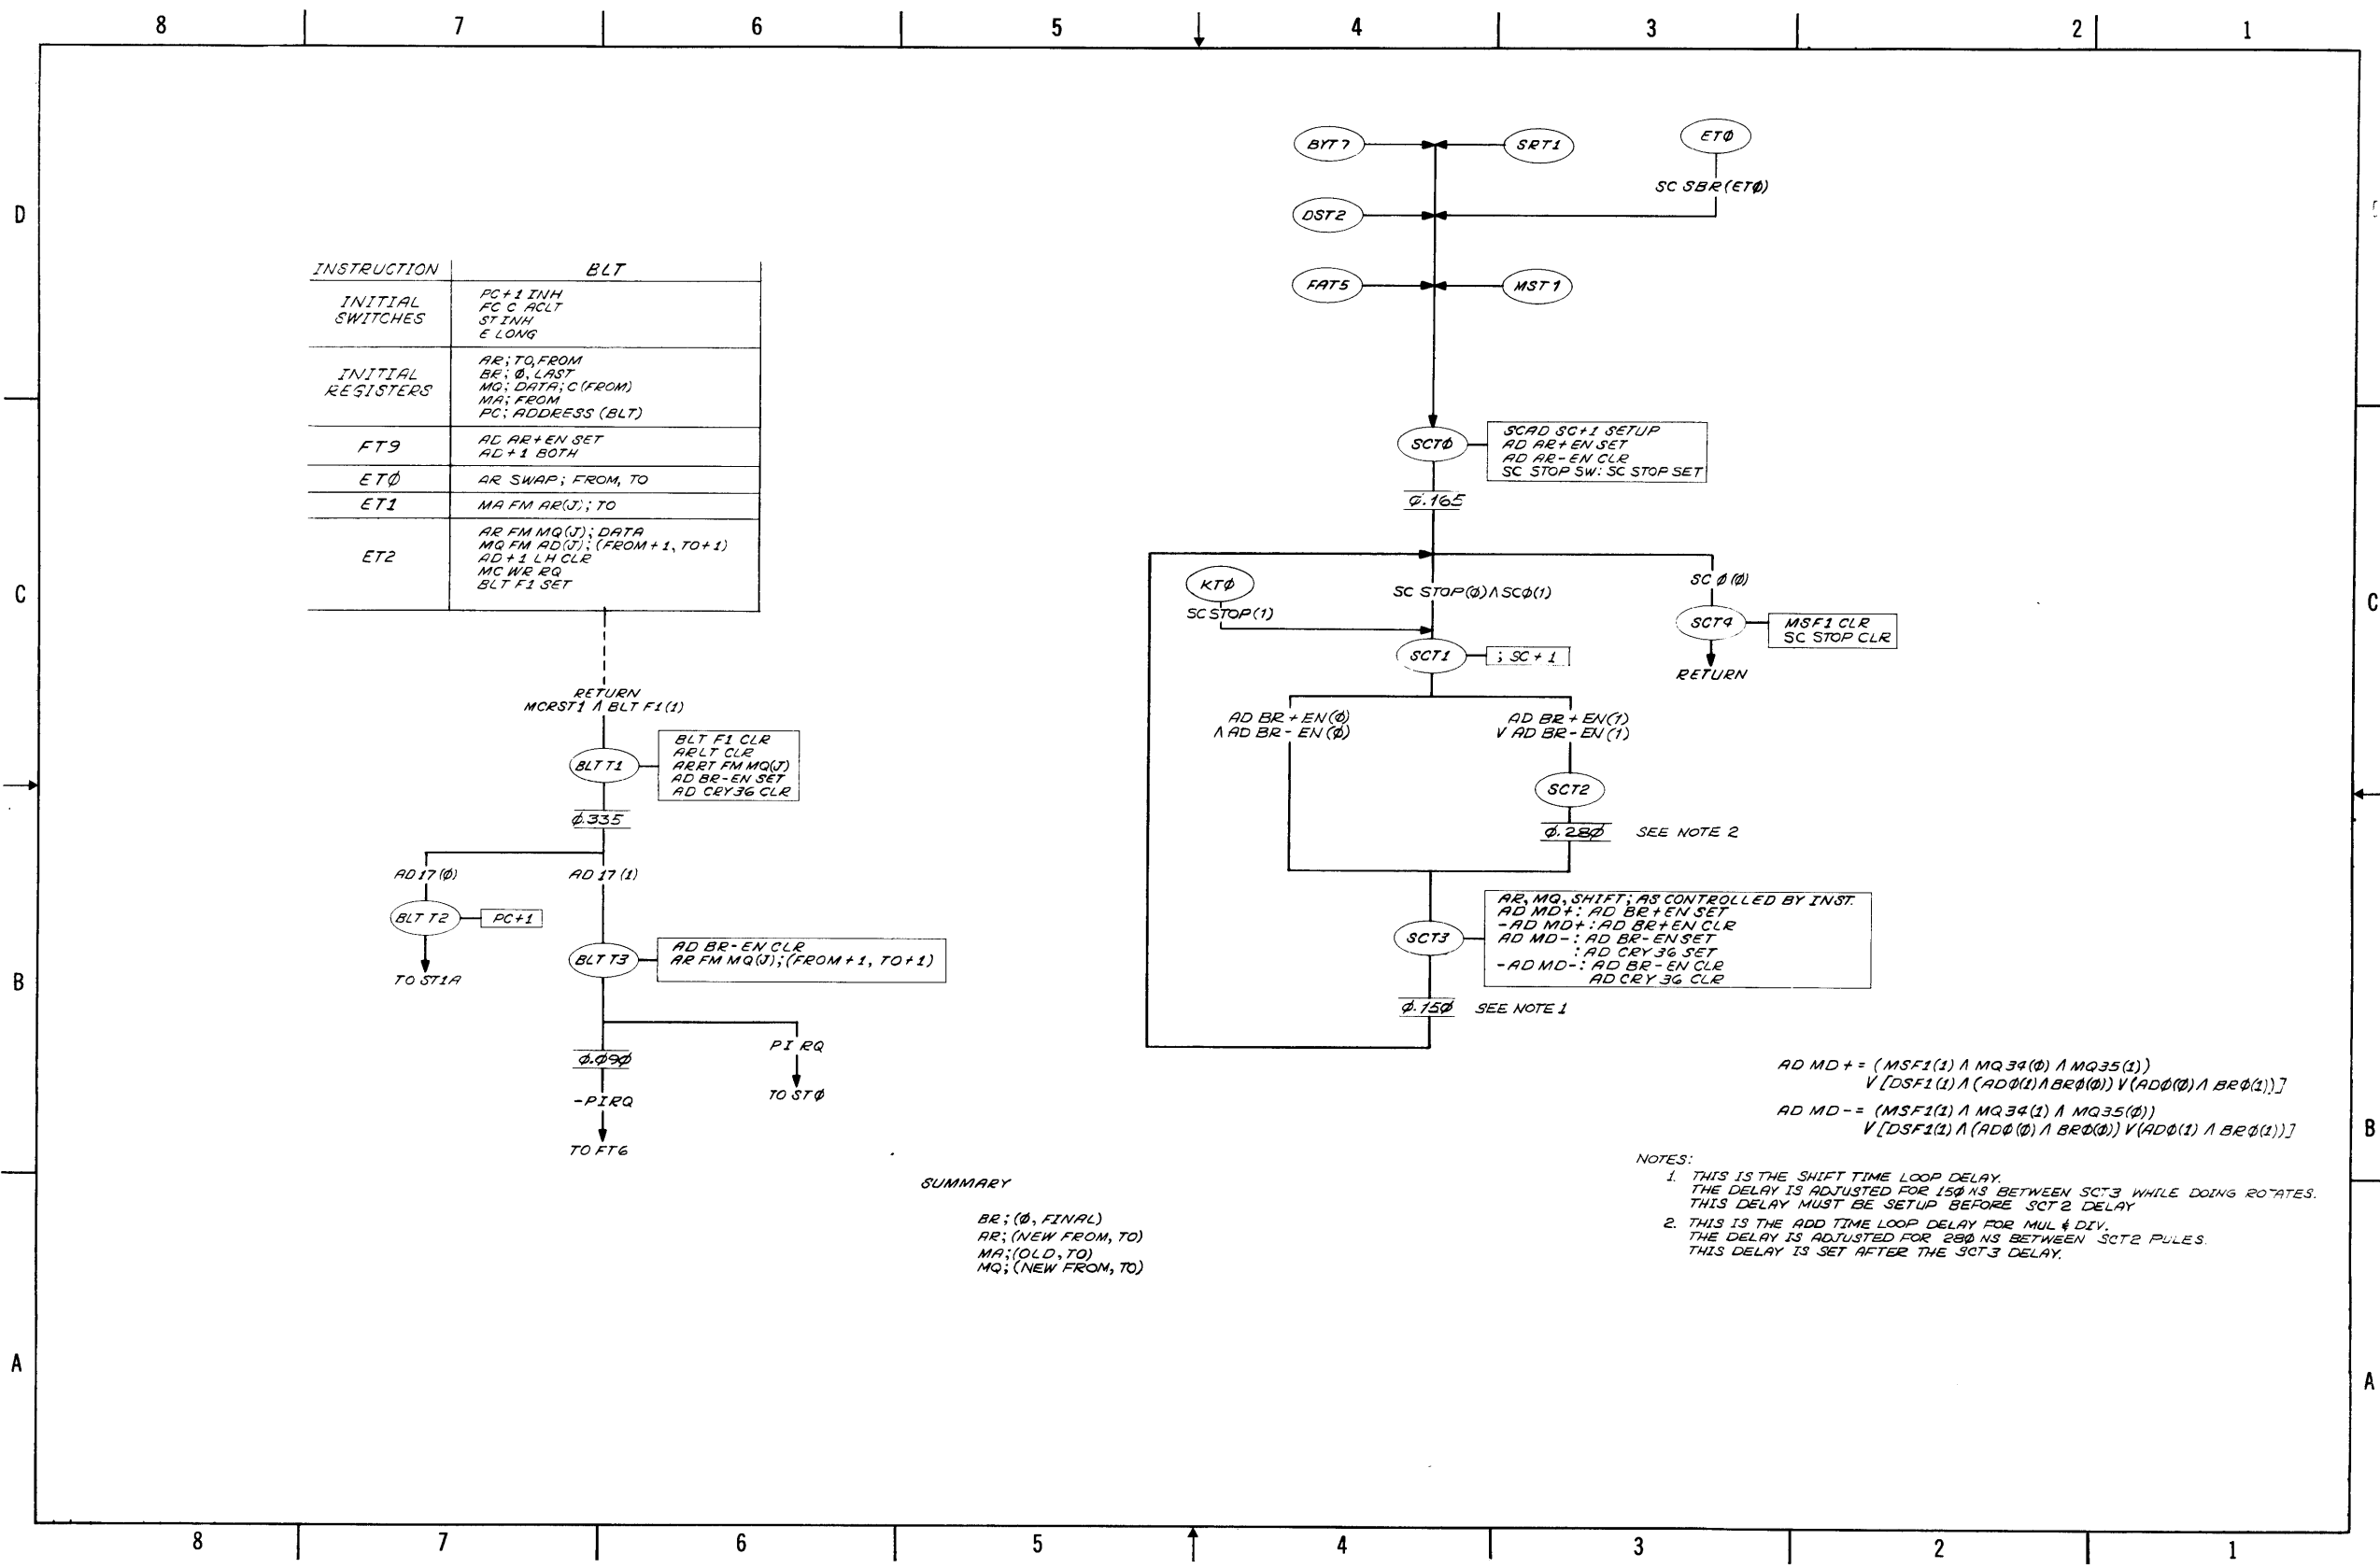 8 7 6 5 4 3 2 1
D
C
B
A
INSTRUCTION BLT
INITIAL SWITCHES
PC+1 INH
FC C ACLT
ST INH
E LONG
INITIAL REGISTERS
AR; TO, FROM
BR; Ø, LAST
MQ; DATA; C(FROM)
MA; FROM
PC; ADDRESS (BLT)
FT9
AD AR+EN SET
AD+1 BOTH
ETØ AR SWAP; FROM, TO
ET1 MA FM AR(J); TO
ET2
AR FM MQ(J); DATA
MQ FM AD(J); (FROM+1, TO+1)
AD+1 LH CLR
MC WR RQ
BLT F1 SET
RETURN
MCRST1 Λ BLT F1(1)
BLT T1
BLT F1 CLR
ARLT CLR
ARRT FM MQ(J)
AD BR-EN SET
AD CRY36 CLR
Ø.335
AD17(Ø) AD17(1)
BLT T2 PC+1
TO ST1A
BLT T3
AD BR-EN CLR
AR FM MQ(J); (FROM+1, TO+1)
Ø.Ø9Ø
PI RQ
TO STØ
-PIRQ
TO FT6
SUMMARY
BR; (Ø, FINAL)
AR; (NEW FROM, TO)
MA; (OLD, TO)
MQ; (NEW FROM, TO)
BYT7 SRT1 ETØ
SC SBR(ETØ)
DST2
FAT5 MST1
SCTØ
SCAD SC+1 SETUP
AD AR+EN SET
AD AR-EN CLR
SC STOP SW: SC STOP SET
Ø.165
KTØ
SC STOP(1)
SC STOP(Ø) Λ SCØ(1)
SC Ø(Ø)
SCT4
MSF1 CLR
SC STOP CLR
RETURN
SCT1 ; SC+1
AD BR+EN(Ø)
Λ AD BR-EN(Ø)
AD BR+EN(1)
V AD BR-EN(1)
SCT2
Ø.28Ø SEE NOTE 2
SCT3
AR, MQ, SHIFT; AS CONTROLLED BY INST.
AD MD+: AD BR+EN SET
-AD MD+: AD BR+EN CLR
AD MD-: AD BR-EN SET
: AD CRY 36 SET
-AD MD-: AD BR-EN CLR
AD CRY 36 CLR
Ø.15Ø SEE NOTE 1
AD MD+= (MSF1(1) Λ MQ34(Ø) Λ MQ35(1))
V [DSF1(1) Λ (ADØ(1) Λ BRØ(Ø)) V (ADØ(Ø) Λ BRØ(1))]
AD MD-= (MSF1(1) Λ MQ34(1) Λ MQ35(Ø))
V [DSF1(1) Λ (ADØ(Ø) Λ BRØ(Ø)) V (ADØ(1) Λ BRØ(1))]
NOTES:
1. THIS IS THE SHIFT TIME LOOP DELAY.
THE DELAY IS ADJUSTED FOR 15Ø NS BETWEEN SCT3 WHILE DOING ROTATES.
THIS DELAY MUST BE SETUP BEFORE SCT2 DELAY
2. THIS IS THE ADD TIME LOOP DELAY FOR MUL & DIV.
THE DELAY IS ADJUSTED FOR 28Ø NS BETWEEN SCT2 PULES.
THIS DELAY IS SET AFTER THE SCT3 DELAY.
D
C
B
A
8 7 6 5 4 3 2 1